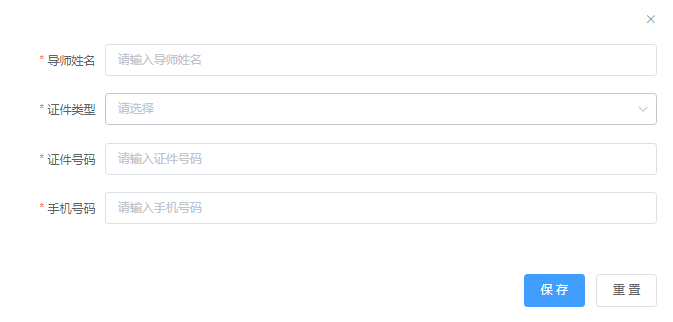 * 导师姓名 请输入导师姓名
* 证件类型 请选择
* 证件号码 请输入证件号码
* 手机号码 请输入手机号码
保存 重置